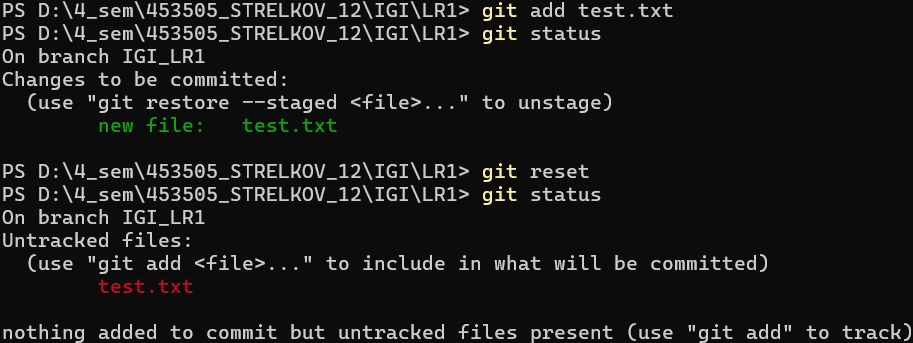 PS D:\4_sem\453505_STRELKOV_12\IGI\LR1> git add test.txt
PS D:\4_sem\453505_STRELKOV_12\IGI\LR1> git status
On branch IGI_LR1
Changes to be committed:
  (use "git restore --staged <file>..." to unstage)
        new file:   test.txt

PS D:\4_sem\453505_STRELKOV_12\IGI\LR1> git reset
PS D:\4_sem\453505_STRELKOV_12\IGI\LR1> git status
On branch IGI_LR1
Untracked files:
  (use "git add <file>..." to include in what will be committed)
        test.txt

nothing added to commit but untracked files present (use "git add" to track)